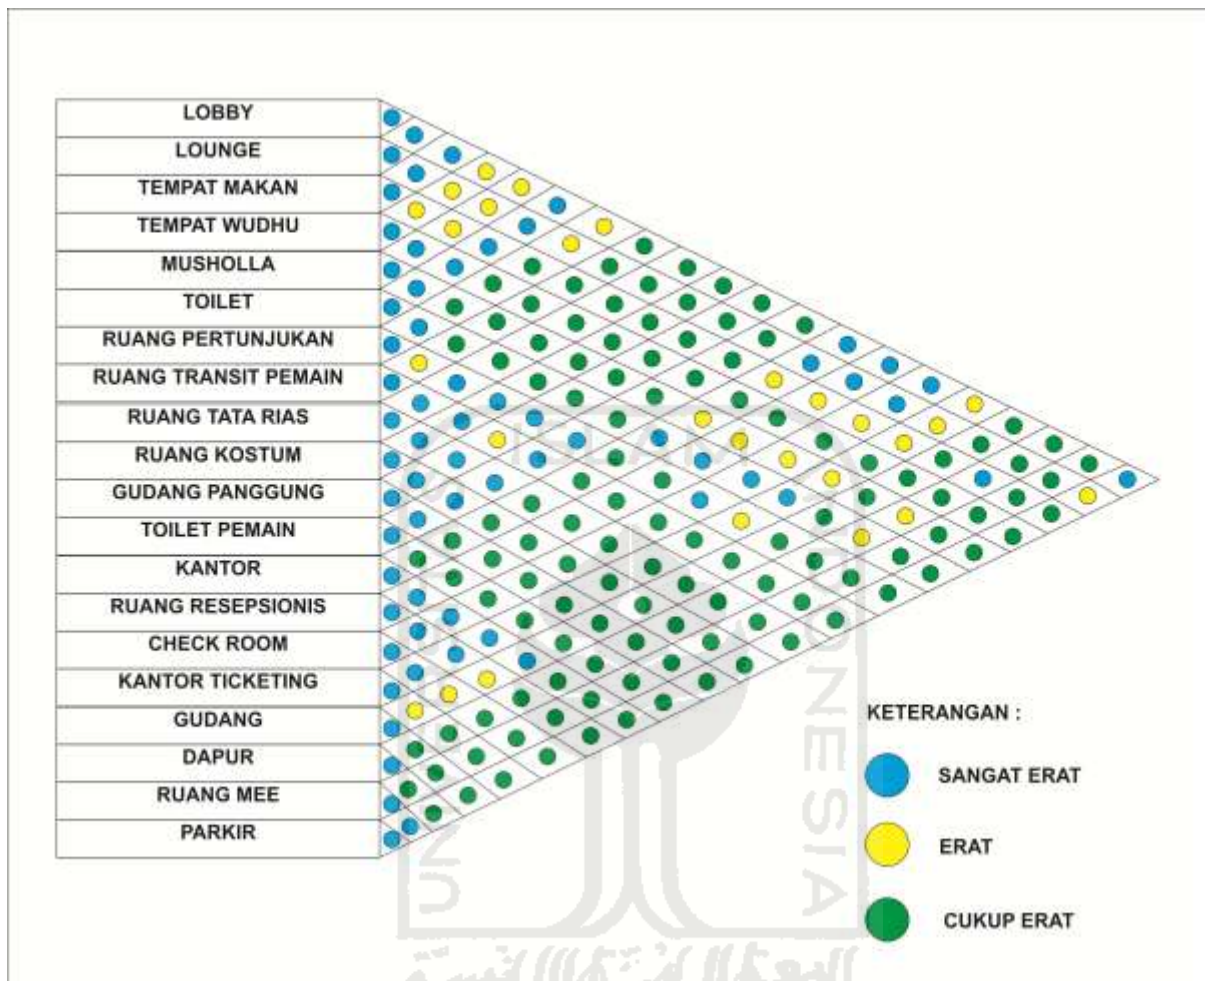 LOBBY
LOUNGE
TEMPAT MAKAN
TEMPAT WUDHU
MUSHOLLA
TOILET
RUANG PERTUNJUKAN
RUANG TRANSIT PEMAIN
RUANG TATA RIAS
RUANG KOSTUM
GUDANG PANGGUNG
TOILET PEMAIN
KANTOR
RUANG RESEPSIONIS
CHECK ROOM
KANTOR TICKETING
GUDANG
DAPUR
RUANG MEE
PARKIR
ISLAM
INDONESIA
KETERANGAN :
SANGAT ERAT
ERAT
CUKUP ERAT